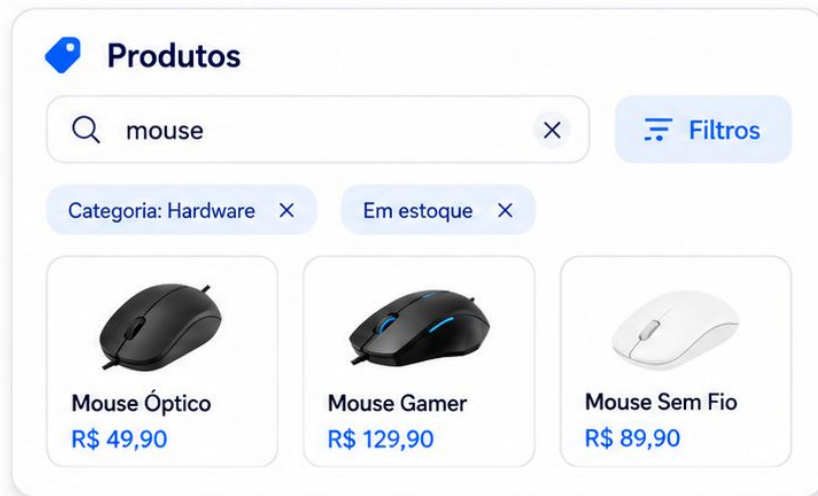 Produtos
mouse
Filtros
Categoria: Hardware
Em estoque
Mouse Óptico
R$ 49,90
Mouse Gamer
R$ 129,90
Mouse Sem Fio
R$ 89,90